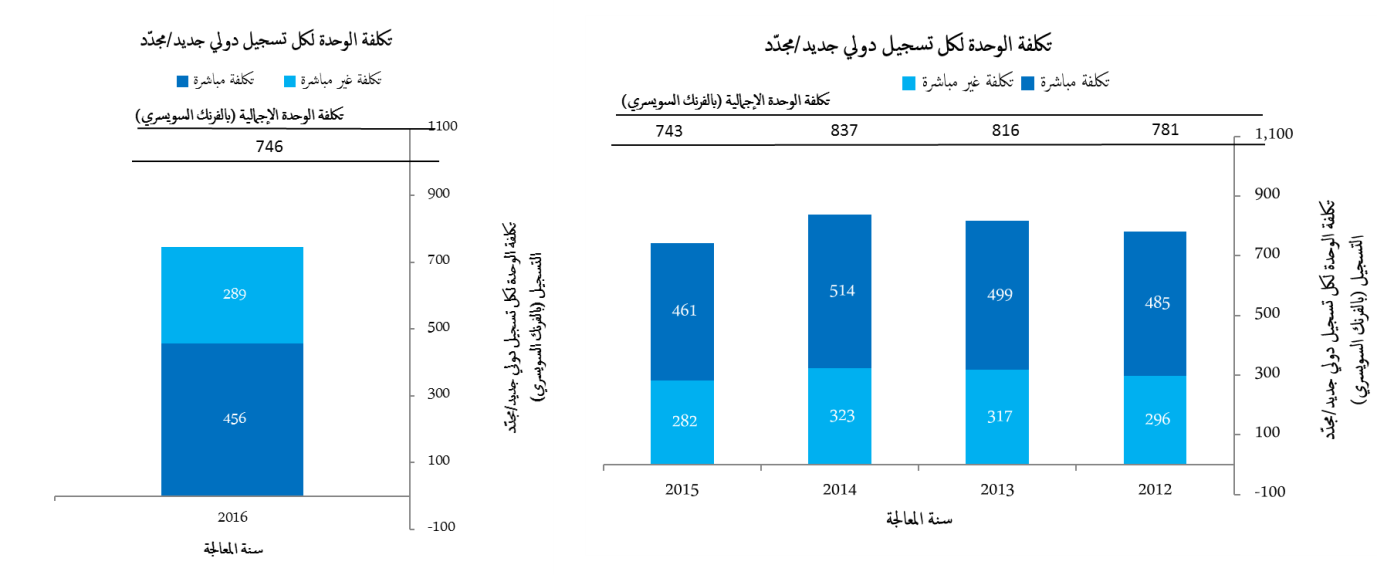 تكلفة الوحدة لكل تسجيل دولي جديد/مجدّد
تكلفة مباشرة تكلفة غير مباشرة
تكلفة الوحدة الإجمالية (بالفرنك السويسري)
781 816 837 743
1,100
900
700
500
300
100
-100
485 499 514 461
296 317 323 282
2012 2013 2014 2015
سنة المعالجة
تكلفة الوحدة لكل تسجيل دولي جديد/مجدّد
التسجيل (بالفرنك السويسري)
تكلفة الوحدة لكل تسجيل دولي جديد/مجدّد
تكلفة غير مباشرة تكلفة مباشرة
تكلفة الوحدة الإجمالية (بالفرنك السويسري)
746
1100
900
700
500
300
100
-100
289
456
2016
سنة المعالجة
تكلفة الوحدة لكل تسجيل دولي جديد/مجدّد
التسجيل (بالفرنك السويسري)